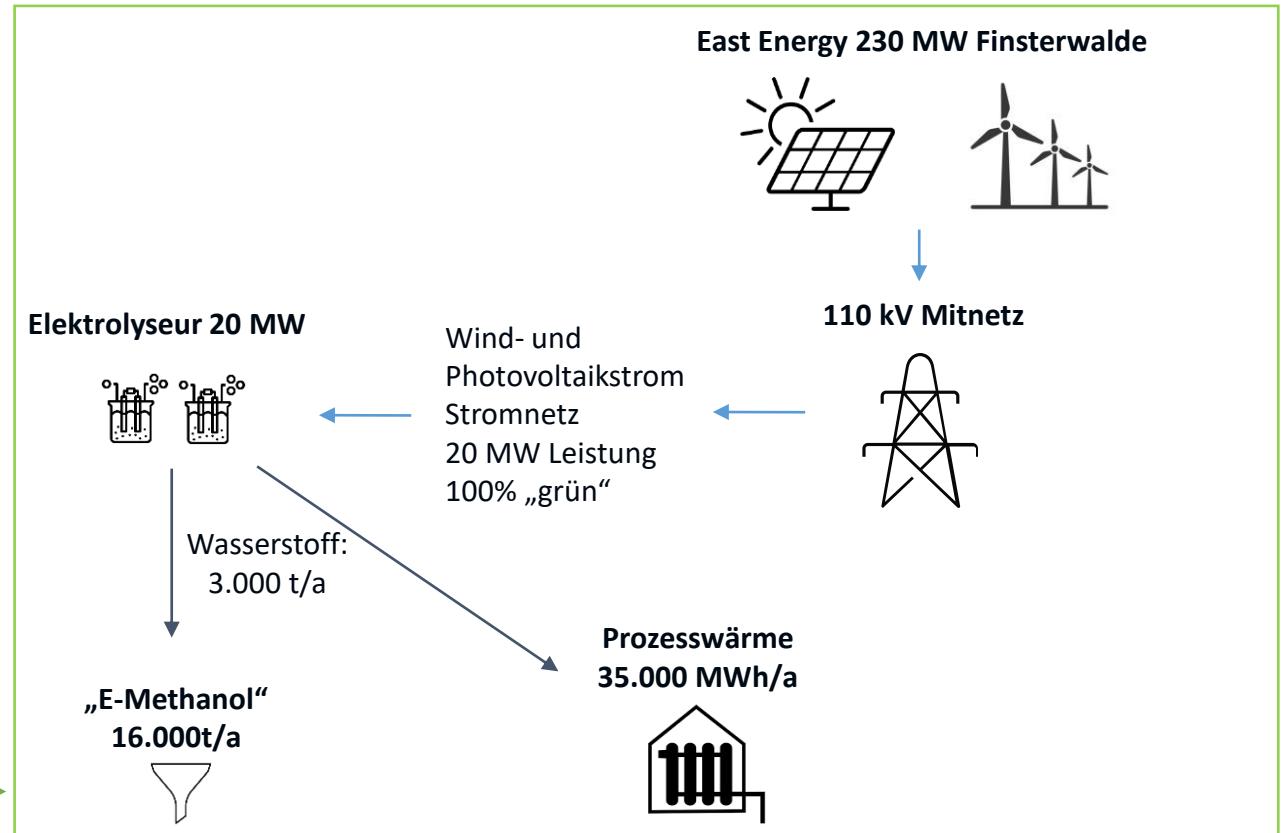 East Energy 230 MW Finsterwalde
110 kV Mitnetz
Elektrolyseur 20 MW
Wind- und
Photovoltaikstrom
Stromnetz
20 MW Leistung
100% „grün“
Wasserstoff:
3.000 t/a
Prozesswärme
35.000 MWh/a
„E-Methanol“
16.000t/a